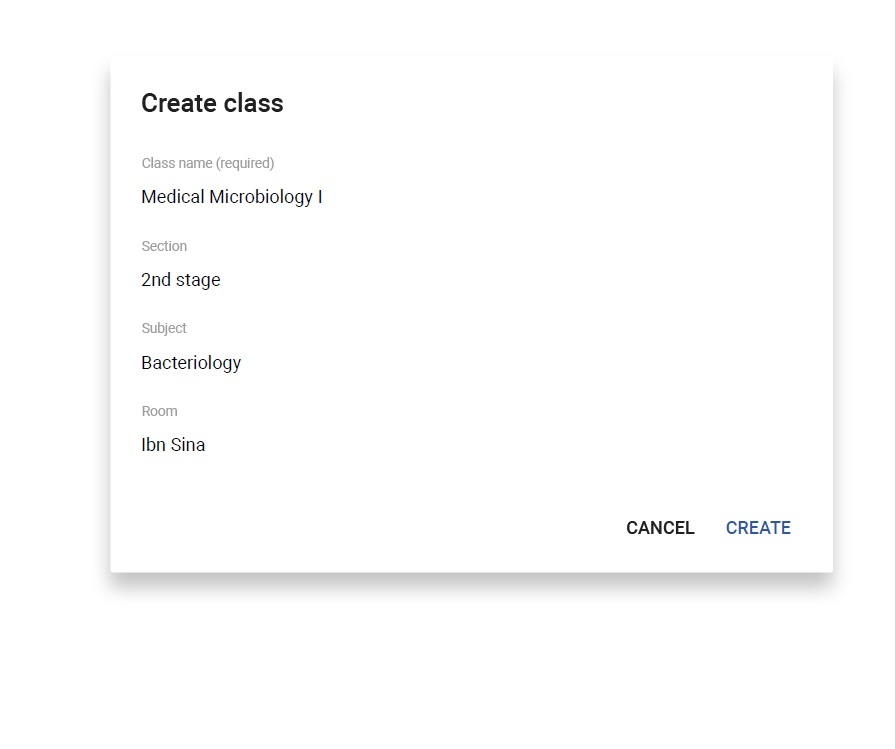 Create class
Class name (required)
Medical Microbiology I
Section
2nd stage
Subject
Bacteriology
Room
Ibn Sina
CANCEL CREATE